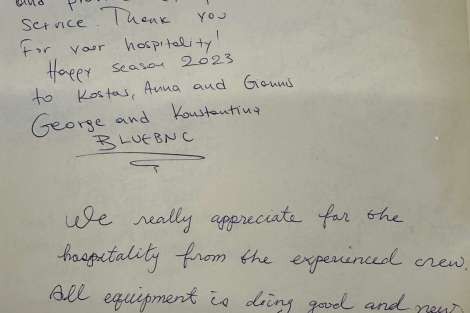 and
service. Thank you
For your hospitality!
Happy season 2023
to Kostas, Anna and Giannis
George and Konstantina
BLUEBNC
We really appreciate for the
hospitality from the experienced crew.
All equipment is doing good and new